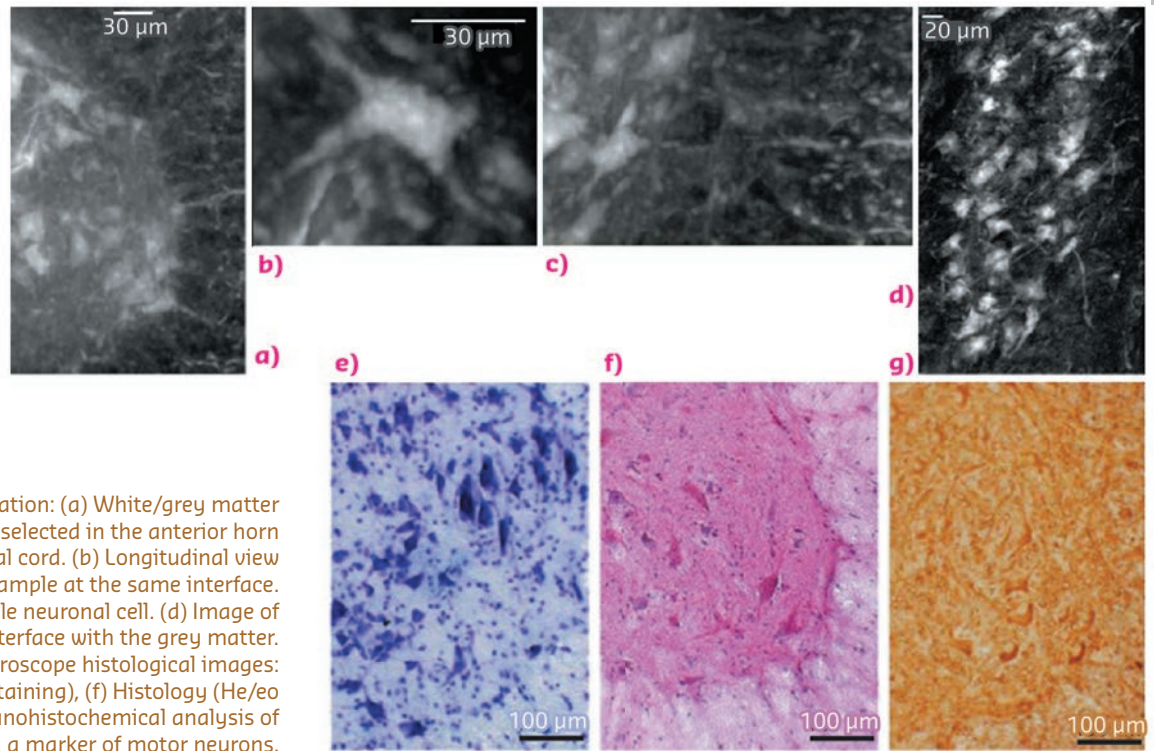 30 µm
30 µm
20 µm
b)
c)
d)
a)
e)
f)
g)
ation: (a) White/grey matter
selected in the anterior horn
al cord. (b) Longitudinal view
ample at the same interface.
le neuronal cell. (d) Image of
terface with the grey matter.
roscope histological images:
taining), (f) Histology (He/eo
nohistochemical analysis of
a marker of motor neurons.
100 µm
100 µm
100 µm